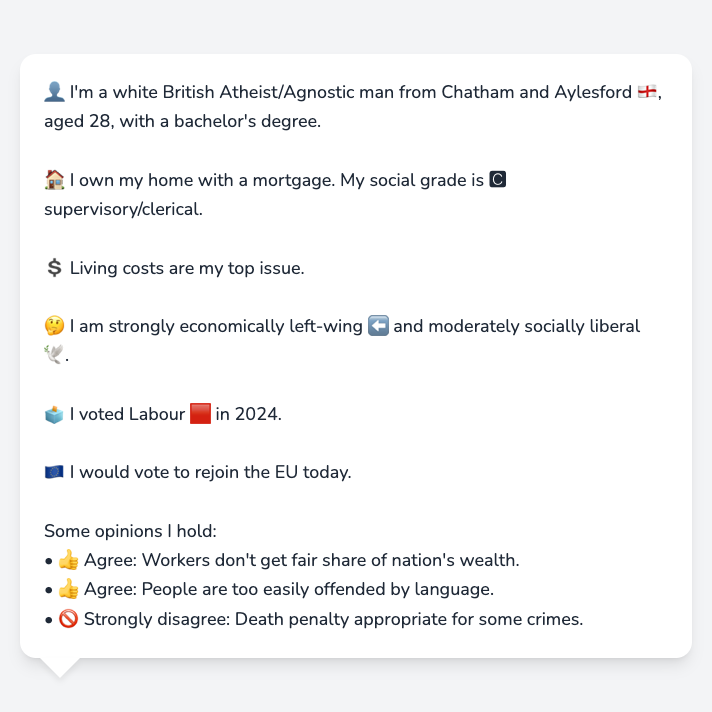 👤 I'm a white British Atheist/Agnostic man from Chatham and Aylesford 🏴󠁧󠁢󠁥󠁮󠁧󠁿,
aged 28, with a bachelor's degree.
🏠 I own my home with a mortgage. My social grade is 🅲
supervisory/clerical.
💲 Living costs are my top issue.
🤔 I am strongly economically left-wing ⬅️ and moderately socially liberal
🕊️.
🗳️ I voted Labour 🟥 in 2024.
🇪🇺 I would vote to rejoin the EU today.
Some opinions I hold:
• 👍 Agree: Workers don't get fair share of nation's wealth.
• 👍 Agree: People are too easily offended by language.
• 🚫 Strongly disagree: Death penalty appropriate for some crimes.